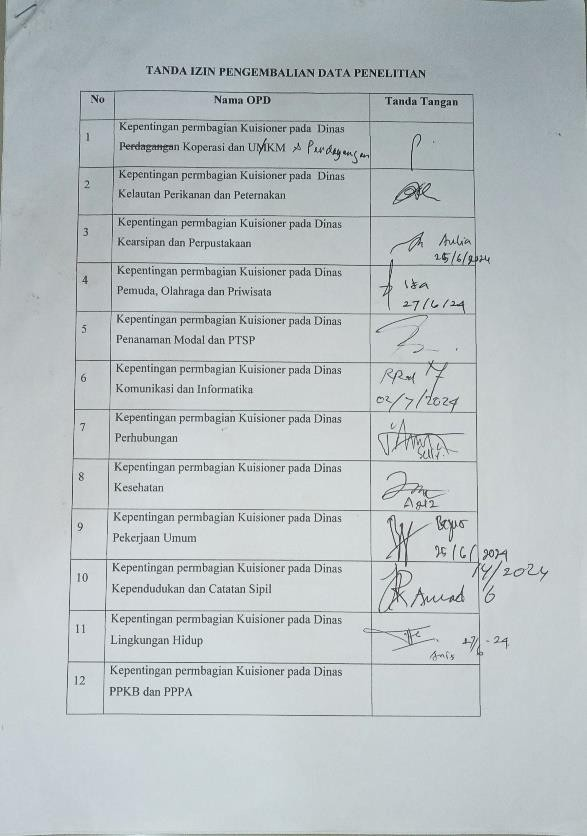 TANDA IZIN PENGEMBALIAN DATA PENELITIAN
No Nama OPD Tanda Tangan
1 Kepentingan permbagian Kuisioner pada Dinas
Perdagangan Koperasi dan UMKM & Perdagangan
2 Kepentingan permbagian Kuisioner pada Dinas
Kelautan Perikanan dan Peternakan
3 Kepentingan permbagian Kuisioner pada Dinas
Kearsipan dan Perpustakaan
Aulia
25/6/2024
4 Kepentingan permbagian Kuisioner pada Dinas
Pemuda, Olahraga dan Priwisata
Isa
27/6/24
5 Kepentingan permbagian Kuisioner pada Dinas
Penanaman Modal dan PTSP
6 Kepentingan permbagian Kuisioner pada Dinas
Komunikasi dan Informatika
02/7/2024
7 Kepentingan permbagian Kuisioner pada Dinas
Perhubungan
8 Kepentingan permbagian Kuisioner pada Dinas
Kesehatan
9 Kepentingan permbagian Kuisioner pada Dinas
Pekerjaan Umum
25/6/2024
10 Kepentingan permbagian Kuisioner pada Dinas
Kependudukan dan Catatan Sipil
14/2024
6
11 Kepentingan permbagian Kuisioner pada Dinas
Lingkungan Hidup
Anis
27/6-24
12 Kepentingan permbagian Kuisioner pada Dinas
PPKB dan PPPA